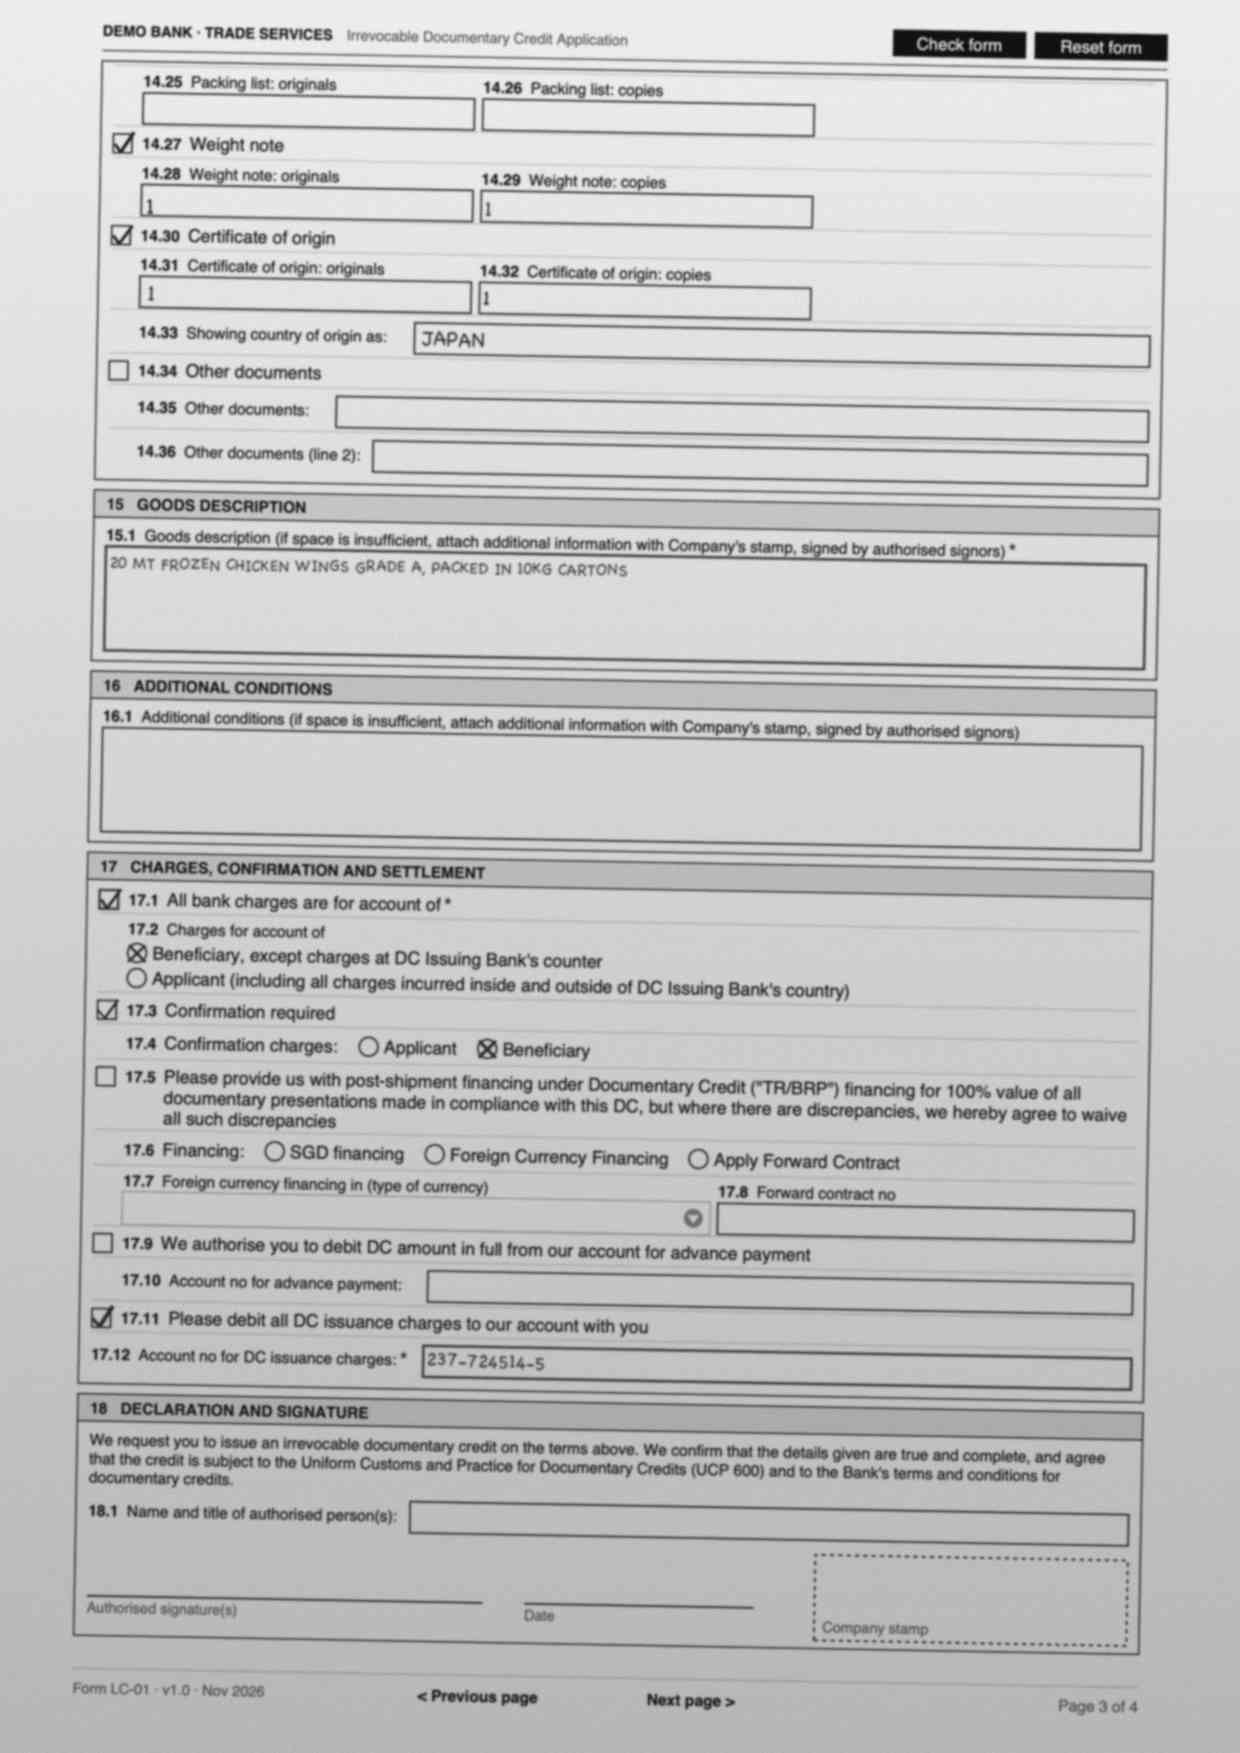 DEMO BANK · TRADE SERVICES Irrevocable Documentary Credit Application
Check form Reset form
14.25 Packing list: originals 14.26 Packing list: copies
14.27 Weight note
14.28 Weight note: originals 14.29 Weight note: copies
1 1
14.30 Certificate of origin
14.31 Certificate of origin: originals 14.32 Certificate of origin: copies
1 1
14.33 Showing country of origin as: JAPAN
14.34 Other documents
14.35 Other documents:
14.36 Other documents (line 2):
15 GOODS DESCRIPTION
15.1 Goods description (if space is insufficient, attach additional information with Company's stamp, signed by authorised signors) *
20 MT FROZEN CHICKEN WINGS GRADE A, PACKED IN 10KG CARTONS
16 ADDITIONAL CONDITIONS
16.1 Additional conditions (if space is insufficient, attach additional information with Company's stamp, signed by authorised signors)
17 CHARGES, CONFIRMATION AND SETTLEMENT
17.1 All bank charges are for account of *
17.2 Charges for account of
Beneficiary, except charges at DC Issuing Bank's counter
Applicant (including all charges incurred inside and outside of DC Issuing Bank's country)
17.3 Confirmation required
17.4 Confirmation charges: Applicant Beneficiary
17.5 Please provide us with post-shipment financing under Documentary Credit ("TR/BRP") financing for 100% value of all
documentary presentations made in compliance with this DC, but where there are discrepancies, we hereby agree to waive
all such discrepancies
17.6 Financing: SGD financing Foreign Currency Financing Apply Forward Contract
17.7 Foreign currency financing in (type of currency) 17.8 Forward contract no
17.9 We authorise you to debit DC amount in full from our account for advance payment
17.10 Account no for advance payment:
17.11 Please debit all DC issuance charges to our account with you
17.12 Account no for DC issuance charges: * 237-724514-5
18 DECLARATION AND SIGNATURE
We request you to issue an irrevocable documentary credit on the terms above. We confirm that the details given are true and complete, and agree
that the credit is subject to the Uniform Customs and Practice for Documentary Credits (UCP 600) and to the Bank's terms and conditions for
documentary credits.
18.1 Name and title of authorised person(s):
Authorised signature(s) Date Company stamp
Form LC-01 · v1.0 · Nov 2026 < Previous page Next page > Page 3 of 4